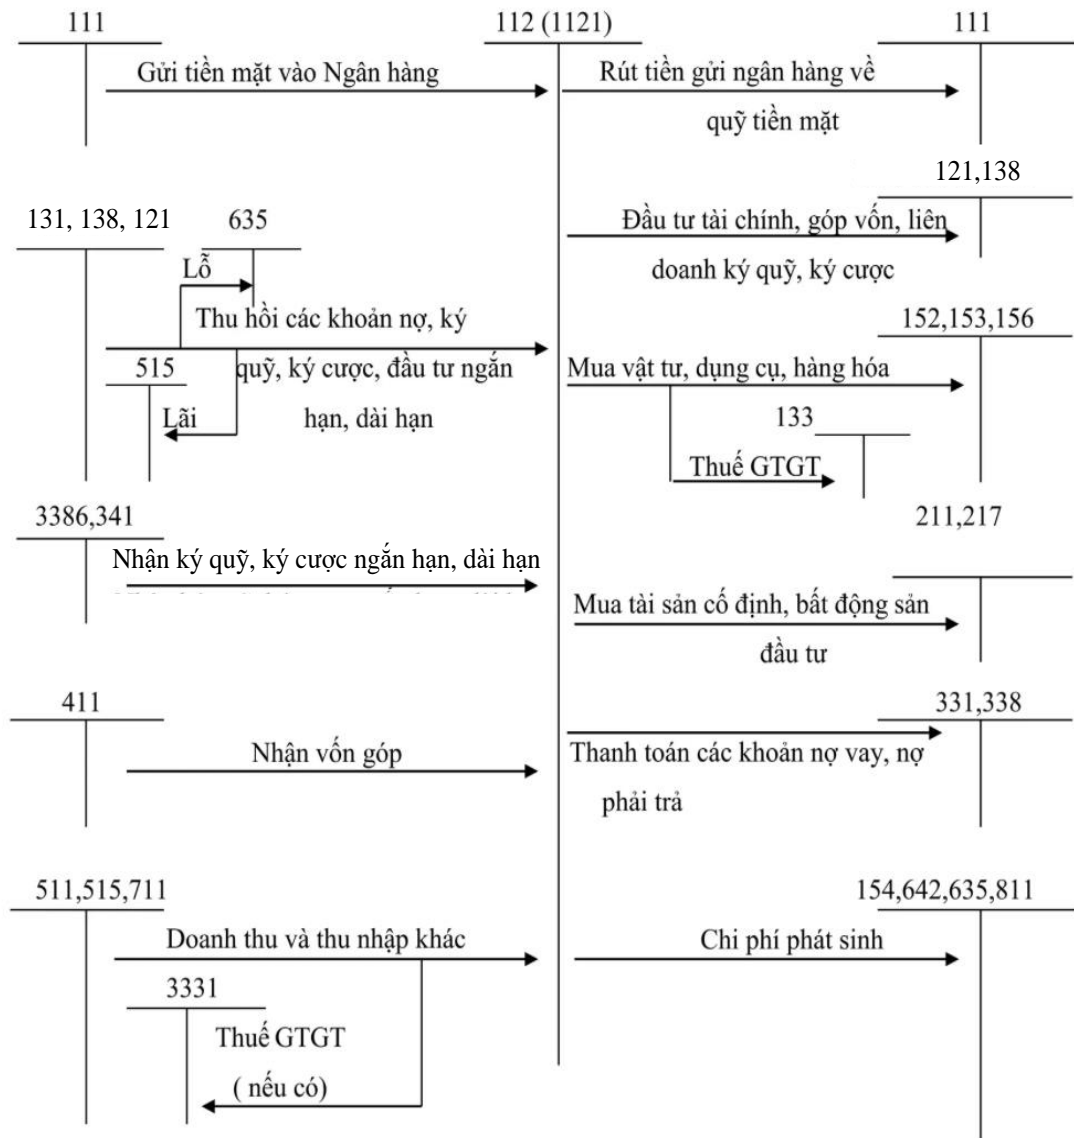 111
112 (1121)
111
Gửi tiền mặt vào Ngân hàng
Rút tiền gửi ngân hàng về
quỹ tiền mặt
121,138
131, 138, 121
635
Đầu tư tài chính, góp vốn, liên
doanh ký quỹ, ký cược
Lỗ
Thu hồi các khoản nợ, ký
quỹ, ký cược, đầu tư ngắn
hạn, dài hạn
152,153,156
515
Lãi
Mua vật tư, dụng cụ, hàng hóa
133
Thuế GTGT
3386,341
211,217
Nhận ký quỹ, ký cược ngắn hạn, dài hạn
Mua tài sản cố định, bất động sản
đầu tư
411
331,338
Nhận vốn góp
Thanh toán các khoản nợ vay, nợ
phải trả
511,515,711
154,642,635,811
Doanh thu và thu nhập khác
Chi phí phát sinh
3331
Thuế GTGT
( nếu có)